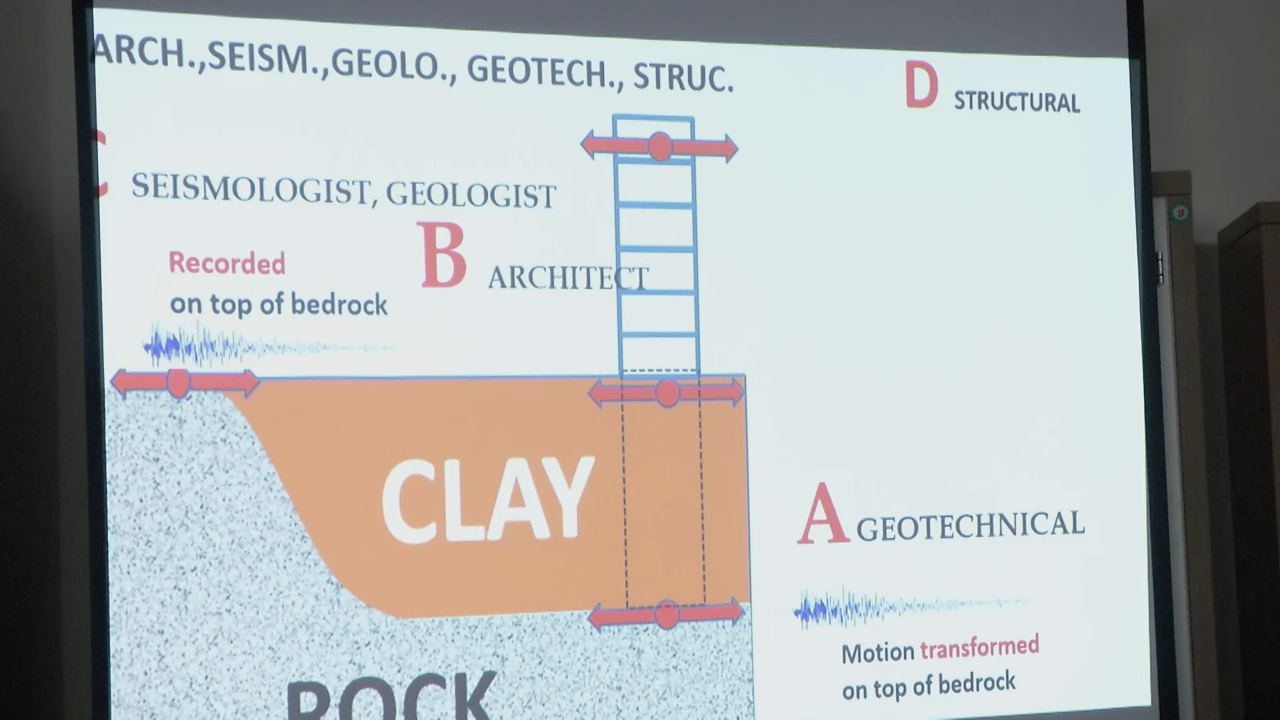 ARCH.,SEISM.,GEOLO., GEOTECH., STRUC.
D STRUCTURAL
C SEISMOLOGIST, GEOLOGIST
B ARCHITECT
Recorded
on top of bedrock
CLAY
A GEOTECHNICAL
Motion transformed
on top of bedrock
ROCK